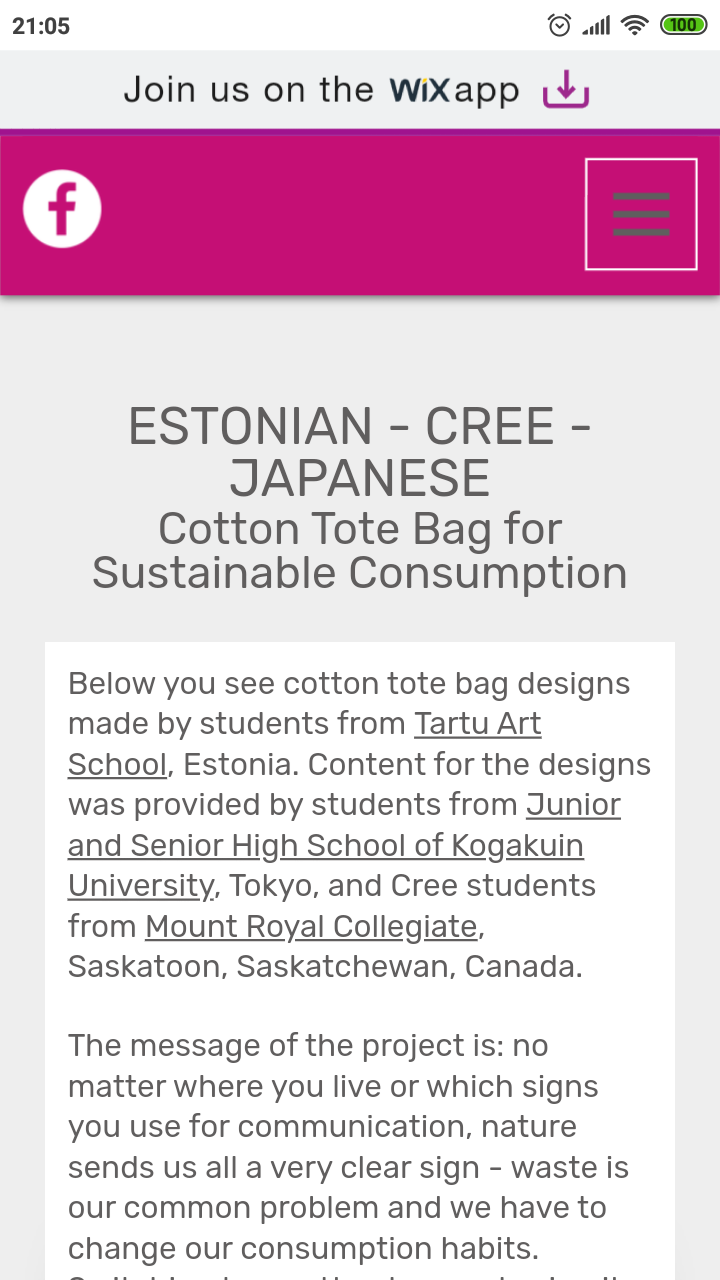 21:05
100
Join us on the WiX app
f
ESTONIAN - CREE -
JAPANESE
Cotton Tote Bag for
Sustainable Consumption
Below you see cotton tote bag designs
made by students from Tartu Art
School, Estonia. Content for the designs
was provided by students from Junior
and Senior High School of Kogakuin
University, Tokyo, and Cree students
from Mount Royal Collegiate,
Saskatoon, Saskatchewan, Canada.
The message of the project is: no
matter where you live or which signs
you use for communication, nature
sends us all a very clear sign - waste is
our common problem and we have to
change our consumption habits.